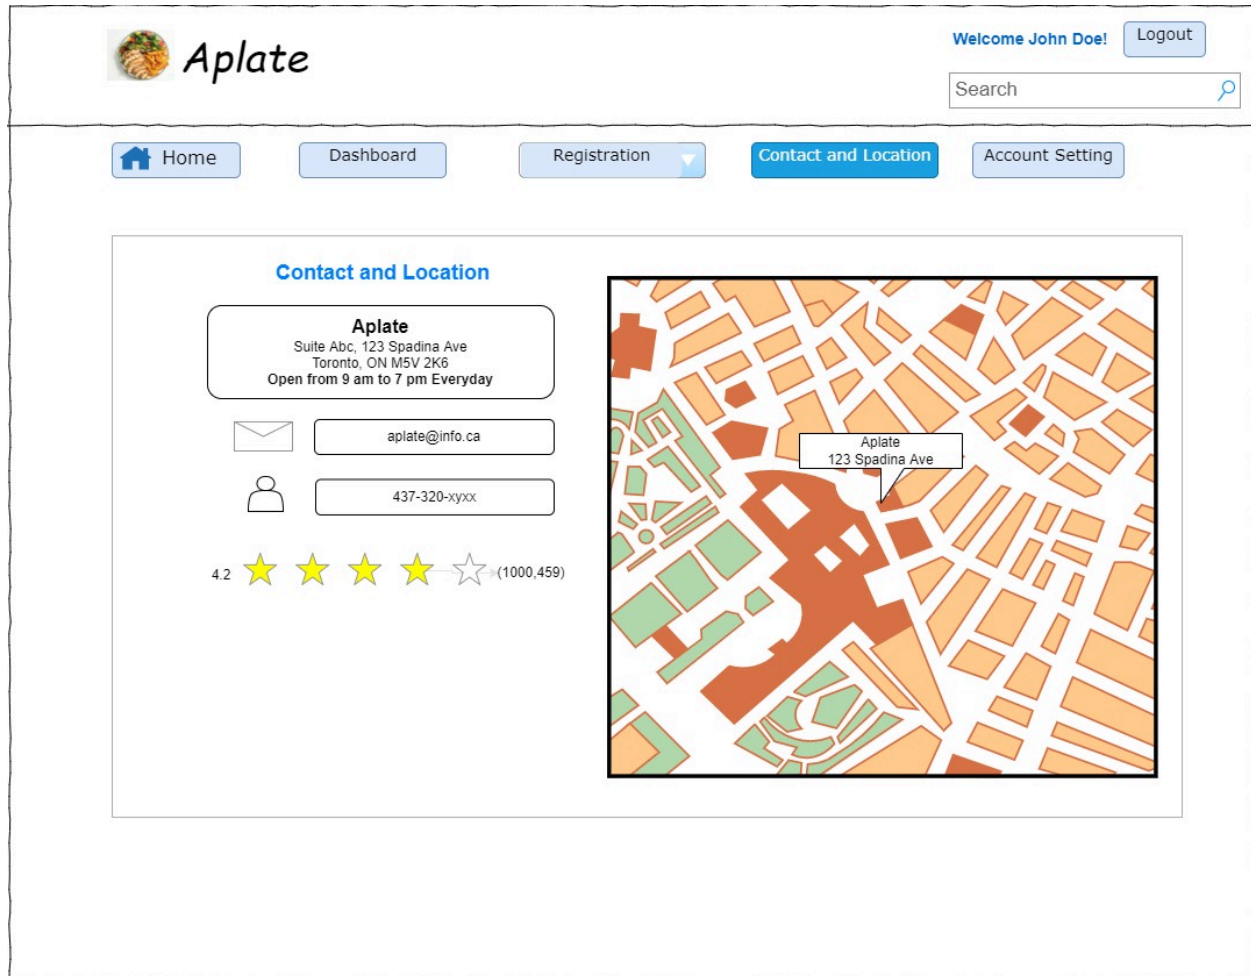 Aplate
Welcome John Doe!
Logout
Search
Home
Dashboard
Registration
Contact and Location
Account Setting
Contact and Location
Aplate
Suite Abc, 123 Spadina Ave
Toronto, ON M5V 2K6
Open from 9 am to 7 pm Everyday
aplate@info.ca
437-320-xyxx
4.2
(1000,459)
Aplate
123 Spadina Ave